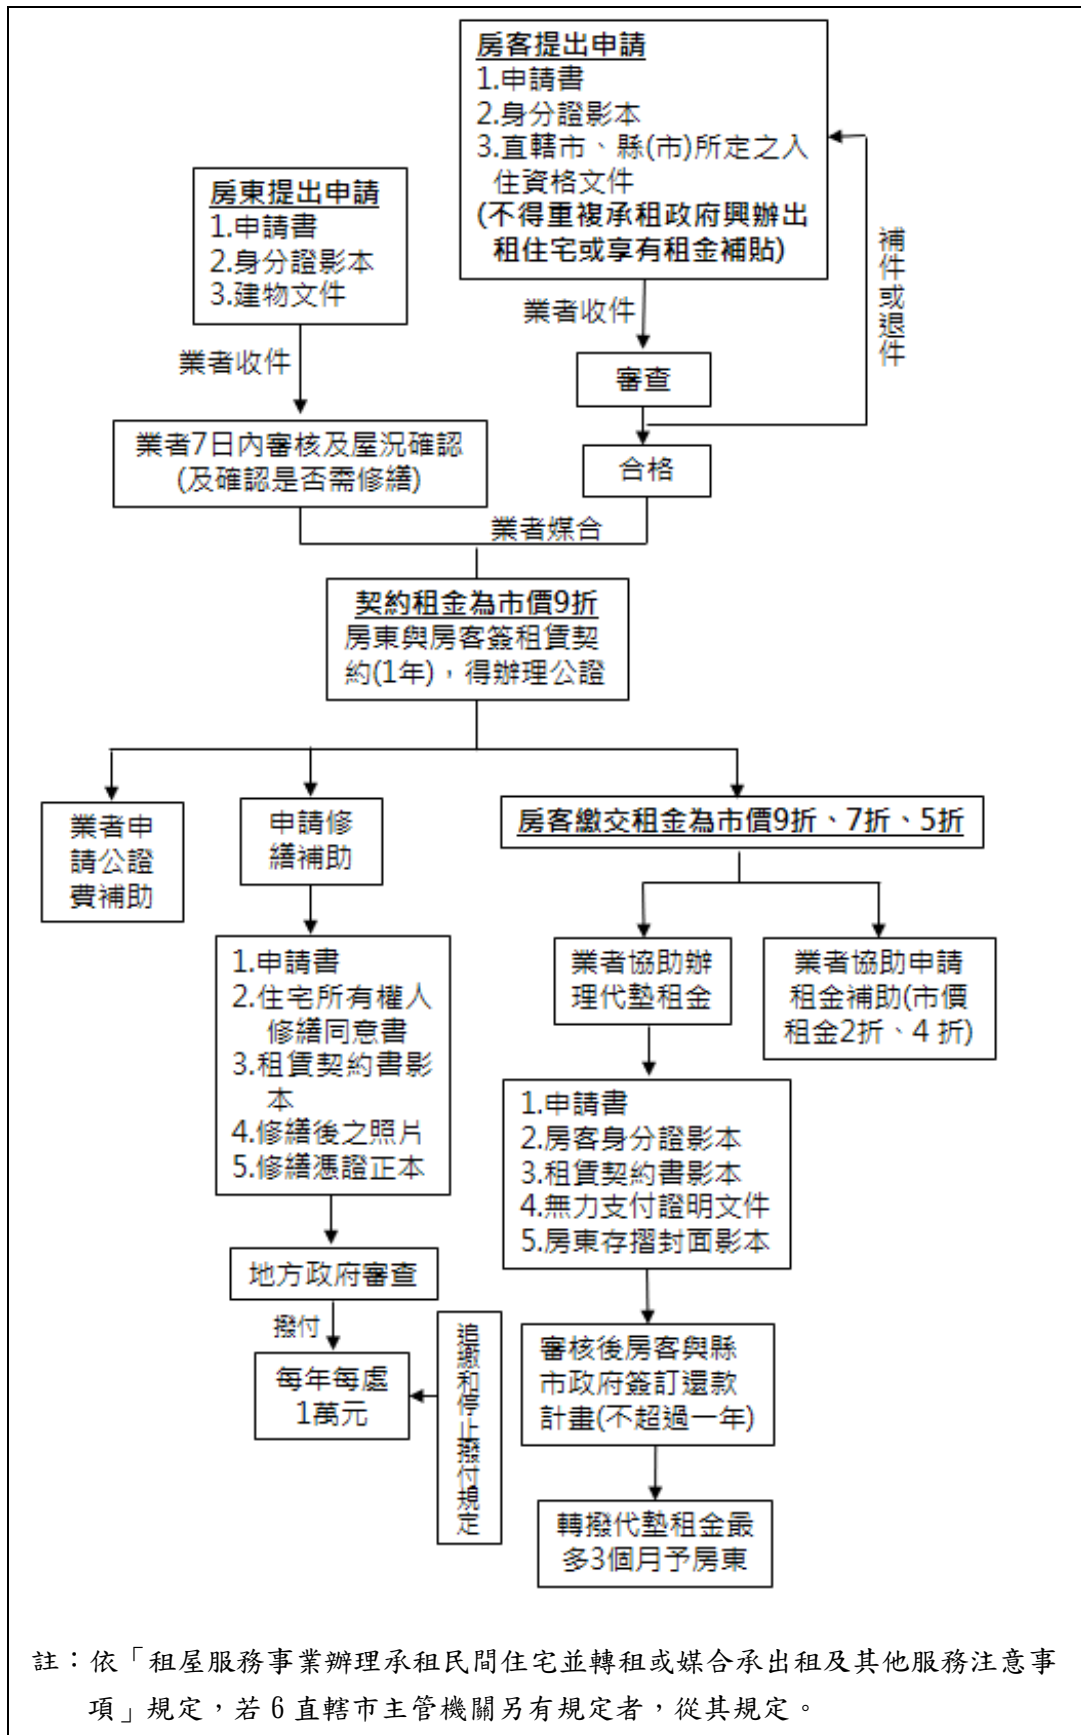 房客提出申請
1.申請書
2.身分證影本
3.直轄市、縣(市)所定之入
住資格文件
(不得重複承租政府興辦出
租住宅或享有租金補貼)
房東提出申請
1.申請書
2.身分證影本
3.建物文件
補件或退件
業者收件
業者收件
審查
業者7日內審核及屋況確認
(及確認是否需修繕)
合格
業者媒合
契約租金為市價9折
房東與房客簽租賃契
約(1年)，得辦理公證
業者申
請公證
費補助
申請修
繕補助
房客繳交租金為市價9折、7折、5折
1.申請書
2.住宅所有權人
修繕同意書
3.租賃契約書影
本
4.修繕後之照片
5.修繕憑證正本
業者協助辦
理代墊租金
業者協助申請
租金補助(市價
租金2折、4 折)
1.申請書
2.房客身分證影本
3.租賃契約書影本
4.無力支付證明文件
5.房東存摺封面影本
地方政府審查
撥付
每年每處
1萬元
追繳和停止撥付規定
審核後房客與縣
市政府簽訂還款
計畫(不超過一年)
轉撥代墊租金最
多3個月予房東
註：依「租屋服務事業辦理承租民間住宅並轉租或媒合承出租及其他服務注意事
項」規定，若 6 直轄市主管機關另有規定者，從其規定。